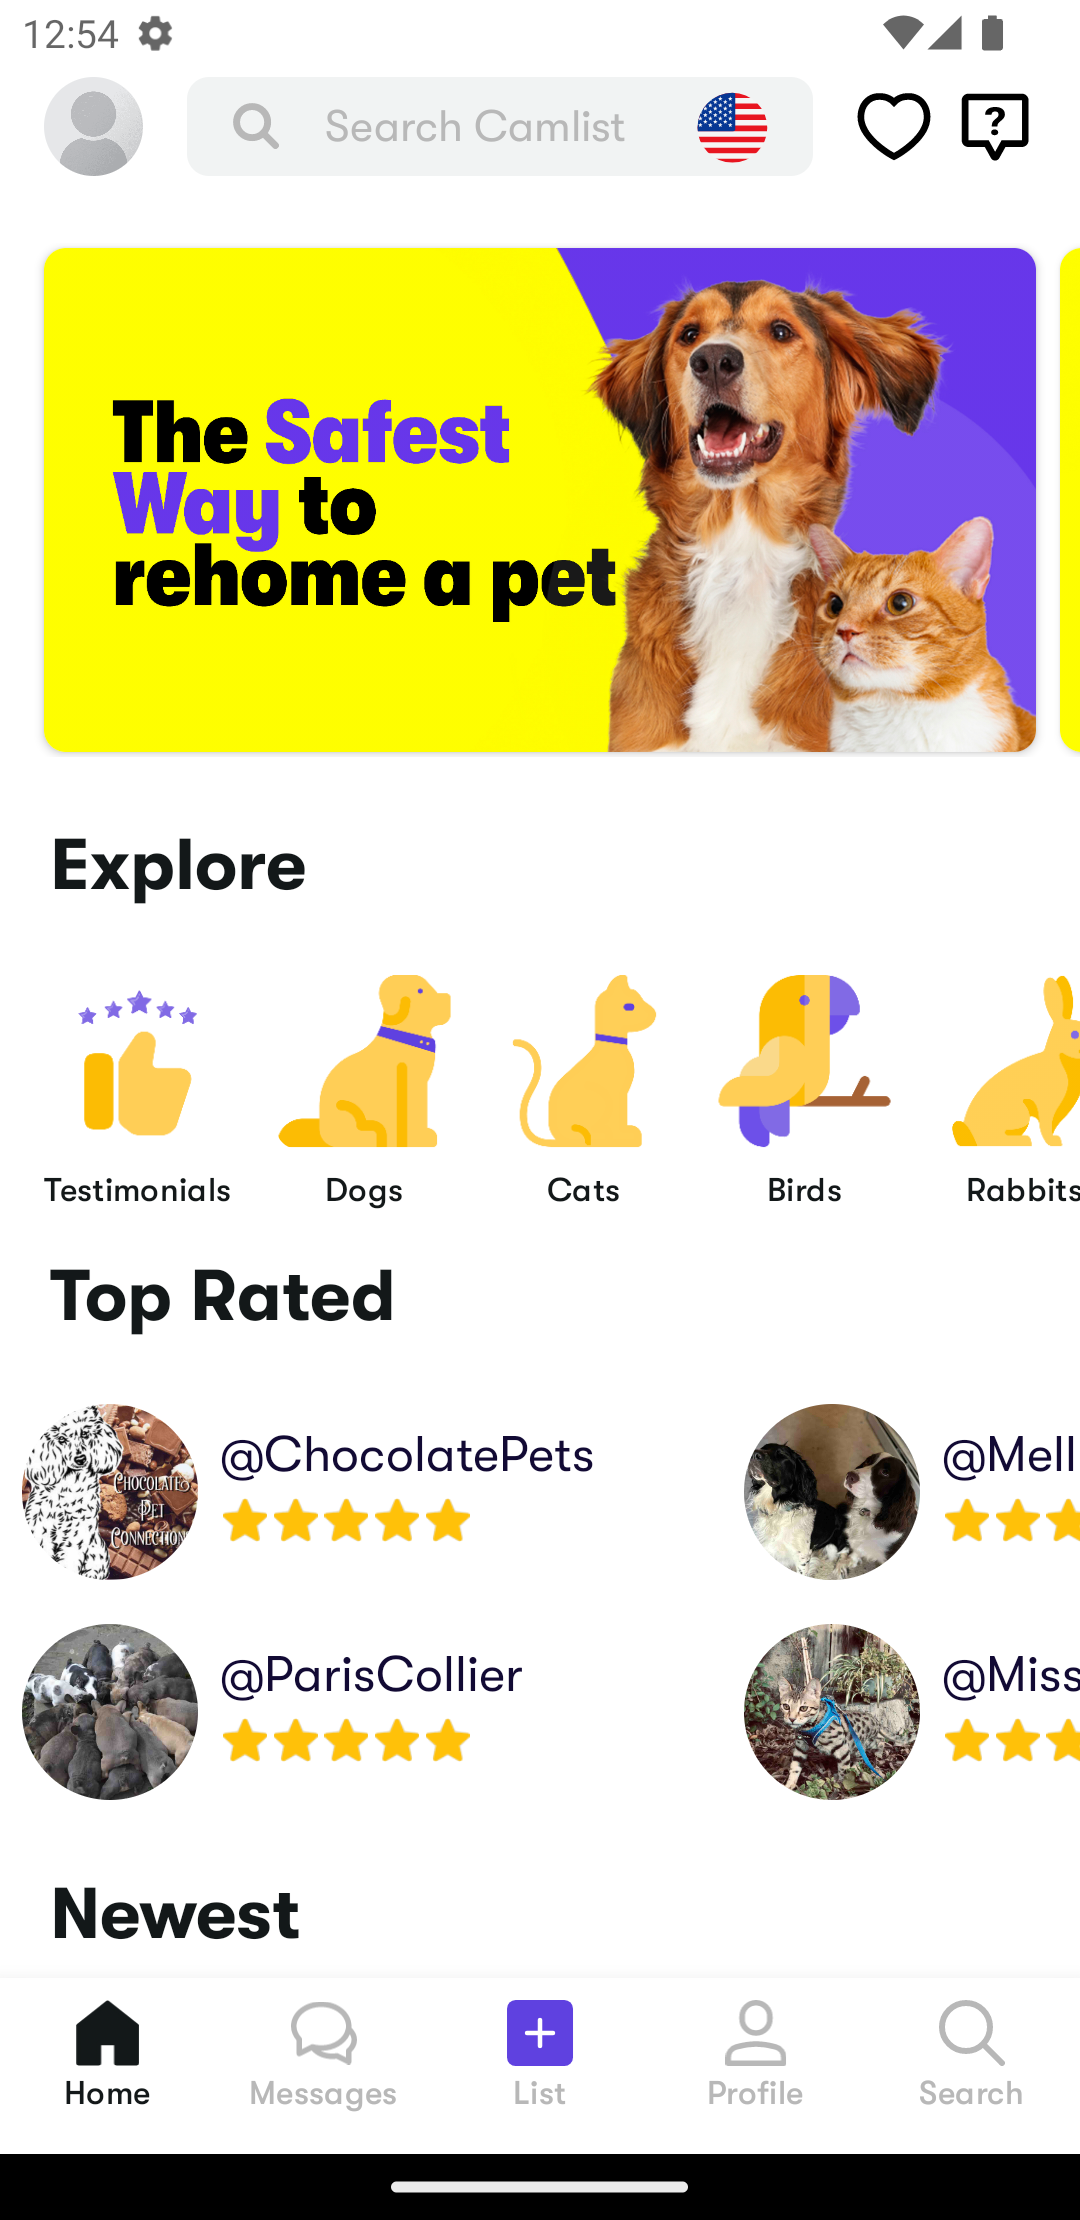 12:54
Search Camlist
?
The Safest
Way to
rehome a pet
Explore
Testimonials
Dogs
Cats
Birds
Rabbits
Top Rated
@ChocolatePets
CHOCOLATE
PET
CONNECTION
@Mell
@ParisCollier
@Miss
Newest
Home
Messages
List
Profile
Search